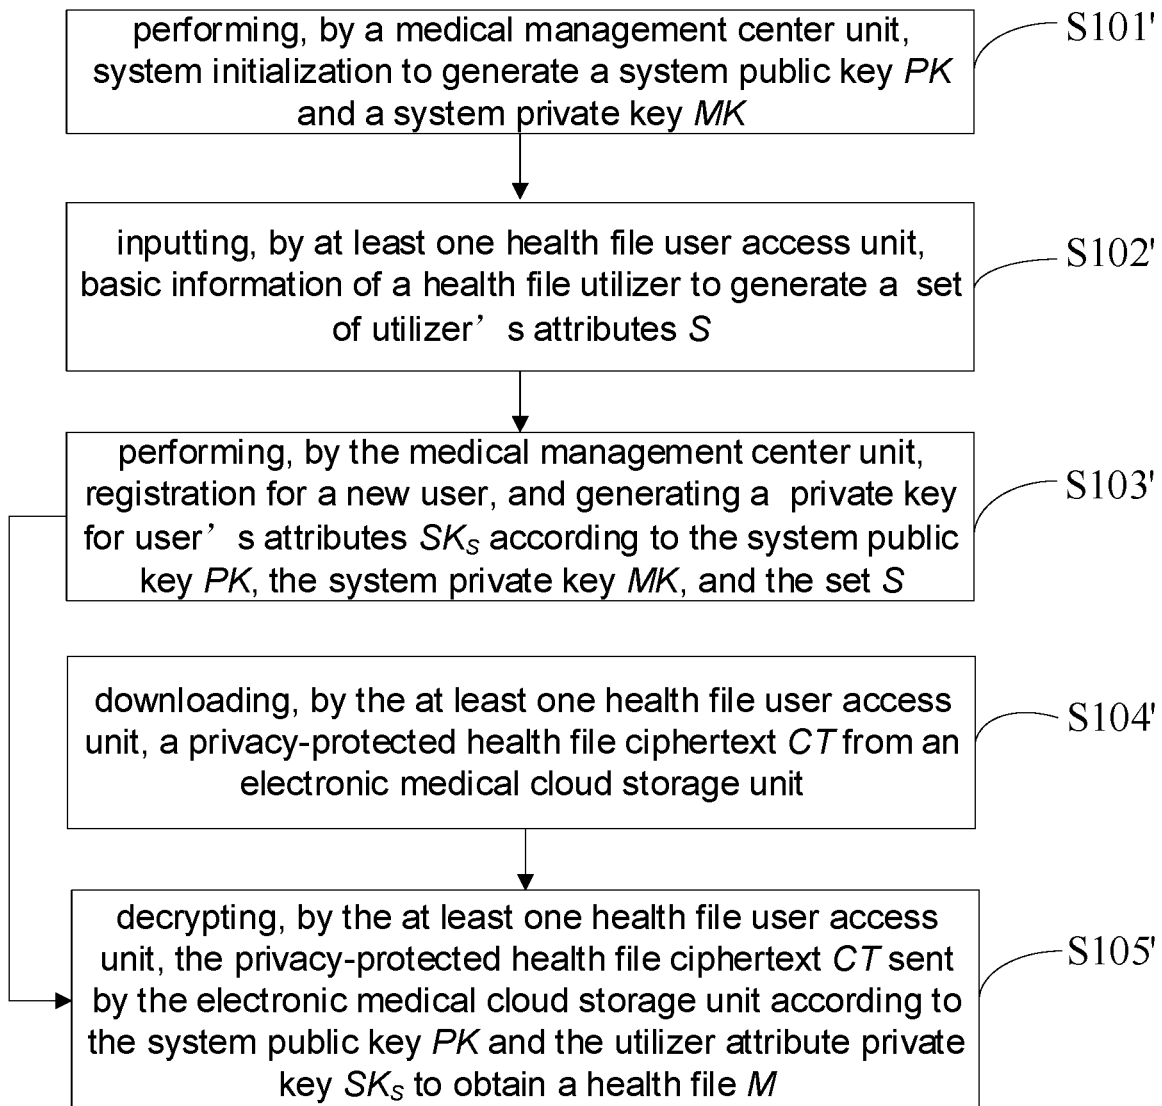 performing, by a medical management center unit,
system initialization to generate a system public key PK
and a system private key MK
S101'
inputting, by at least one health file user access unit,
basic information of a health file utilizer to generate a set
of utilizer’s attributes S
S102'
performing, by the medical management center unit,
registration for a new user, and generating a private key
for user’s attributes SKS according to the system public
key PK, the system private key MK, and the set S
S103'
downloading, by the at least one health file user access
unit, a privacy-protected health file ciphertext CT from an
electronic medical cloud storage unit
S104'
decrypting, by the at least one health file user access
unit, the privacy-protected health file ciphertext CT sent
by the electronic medical cloud storage unit according to
the system public key PK and the utilizer attribute private
key SKS to obtain a health file M
S105'